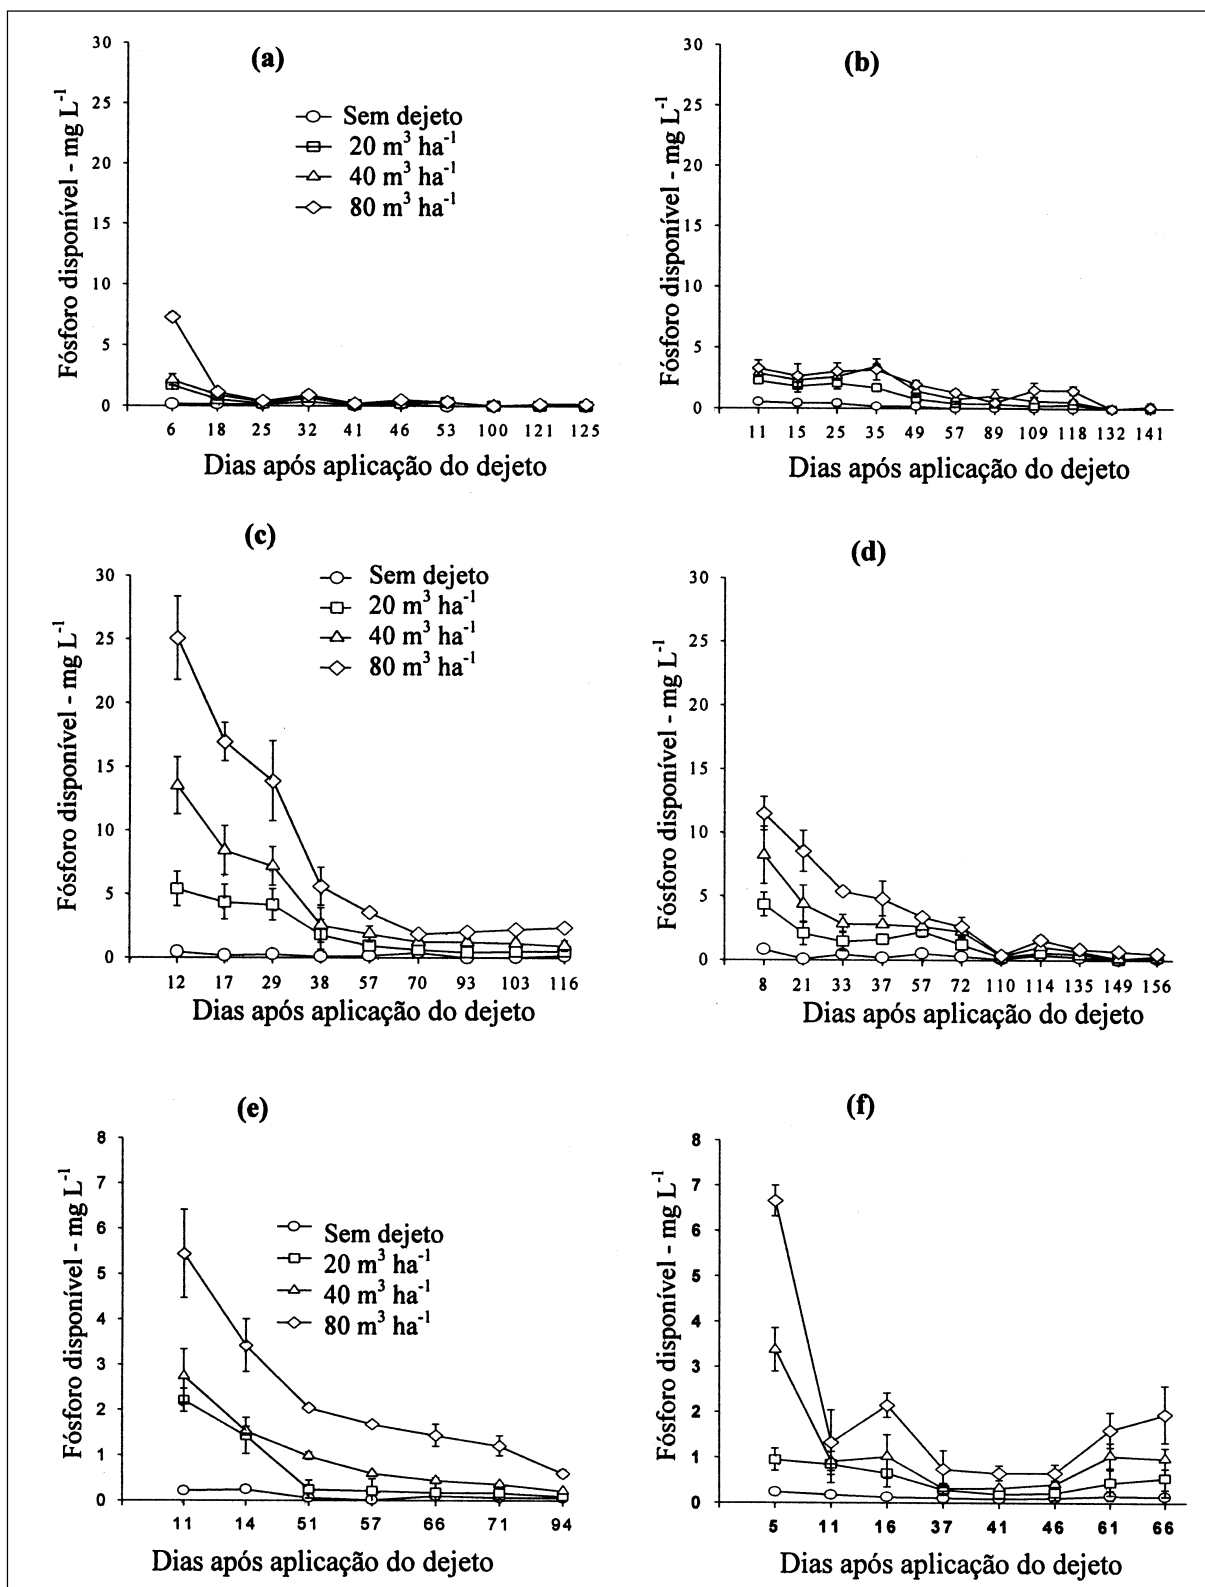 (a)
30
25
20
15
10
5
0
Fósforo disponível - mg L⁻¹
Sem dejeto
20 m³ ha⁻¹
40 m³ ha⁻¹
80 m³ ha⁻¹
6 18 25 32 41 46 53 100 121 125
Dias após aplicação do dejeto
(b)
30
25
20
15
10
5
0
Fósforo disponível - mg L⁻¹
11 15 25 35 49 57 89 109 118 132 141
Dias após aplicação do dejeto
(c)
30
25
20
15
10
5
0
Fósforo disponível - mg L⁻¹
Sem dejeto
20 m³ ha⁻¹
40 m³ ha⁻¹
80 m³ ha⁻¹
12 17 29 38 57 70 93 103 116
Dias após aplicação do dejeto
(d)
30
25
20
15
10
5
0
Fósforo disponível - mg L⁻¹
8 21 33 37 57 72 110 114 135 149 156
Dias após aplicação do dejeto
(e)
8
7
6
5
4
3
2
1
0
Fósforo disponível - mg L⁻¹
Sem dejeto
20 m³ ha⁻¹
40 m³ ha⁻¹
80 m³ ha⁻¹
11 14 51 57 66 71 94
Dias após aplicação do dejeto
(f)
8
7
6
5
4
3
2
1
0
Fósforo disponível - mg L⁻¹
5 11 16 37 41 46 61 66
Dias após aplicação do dejeto